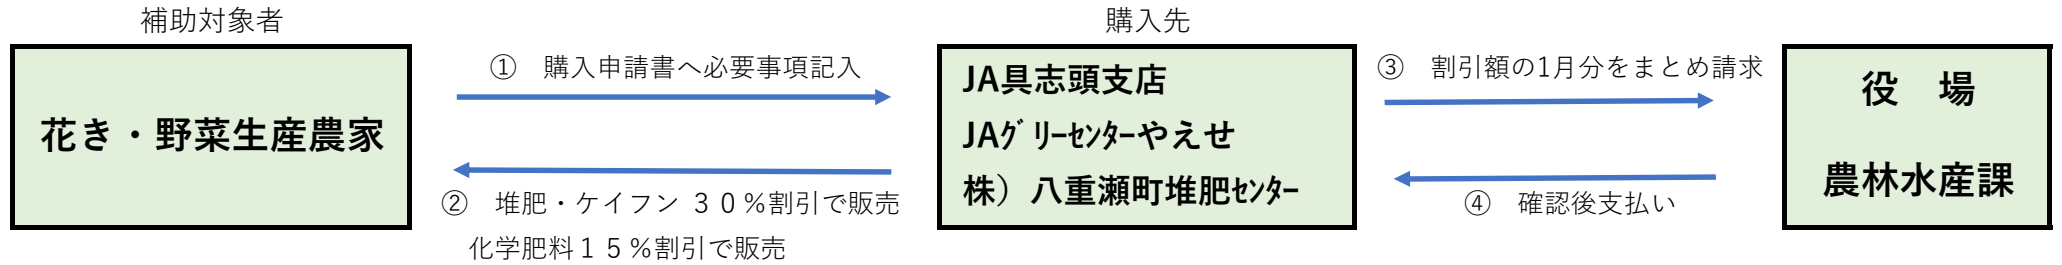 補助対象者
花き・野菜生産農家
① 購入申請書へ必要事項記入
② 堆肥・ケイフン ３０％割引で販売
化学肥料１５％割引で販売
購入先
JA具志頭支店
JAｸﾞﾘｰｾﾝﾀｰやえせ
株）八重瀬町堆肥ｾﾝﾀｰ
③ 割引額の1月分をまとめ請求
④ 確認後支払い
役　場
農林水産課